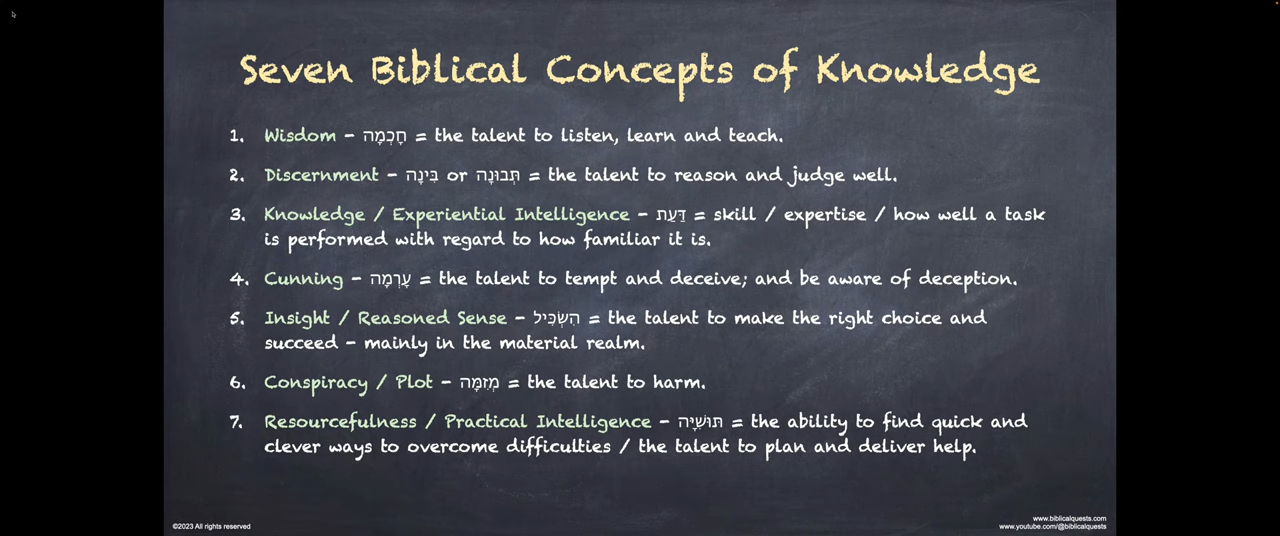 Seven Biblical Concepts of Knowledge
1. Wisdom – חָכְמָה = the talent to listen, learn and teach.
2. Discernment – בִּינָה or תְּבוּנָה = the talent to reason and judge well.
3. Knowledge / Experiential Intelligence – דַּעַת = skill / expertise / how well a task
is performed with regard to how familiar it is.
4. Cunning – עָרְמָה = the talent to tempt and deceive; and be aware of deception.
5. Insight / Reasoned Sense – הִשְׂכִּיל = the talent to make the right choice and
succeed – mainly in the material realm.
6. Conspiracy / Plot – מְזִמָּה = the talent to harm.
7. Resourcefulness / Practical Intelligence – תּוּשִׁיָּה = the ability to find quick and
clever ways to overcome difficulties / the talent to plan and deliver help.
©2023 All rights reserved
www.biblicalquests.com
www.youtube.com/@biblicalquests